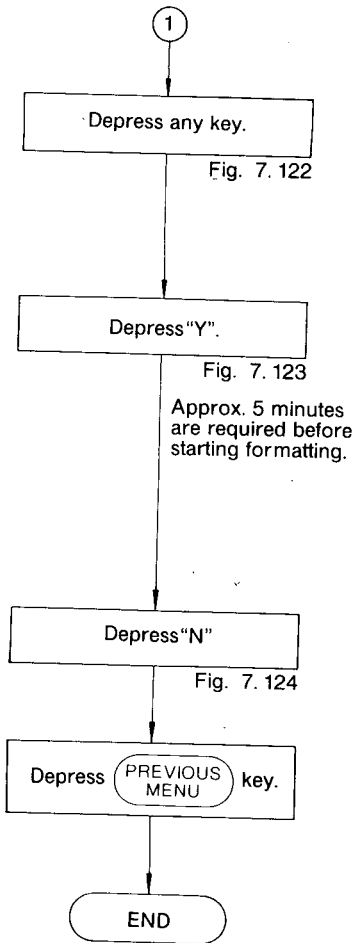 1
Depress any key.
Fig. 7.122
Depress “Y”.
Fig. 7.123
Approx. 5 minutes
are required before
starting formatting.
Depress “N”
Fig. 7.124
Depress PREVIOUS MENU key.
END